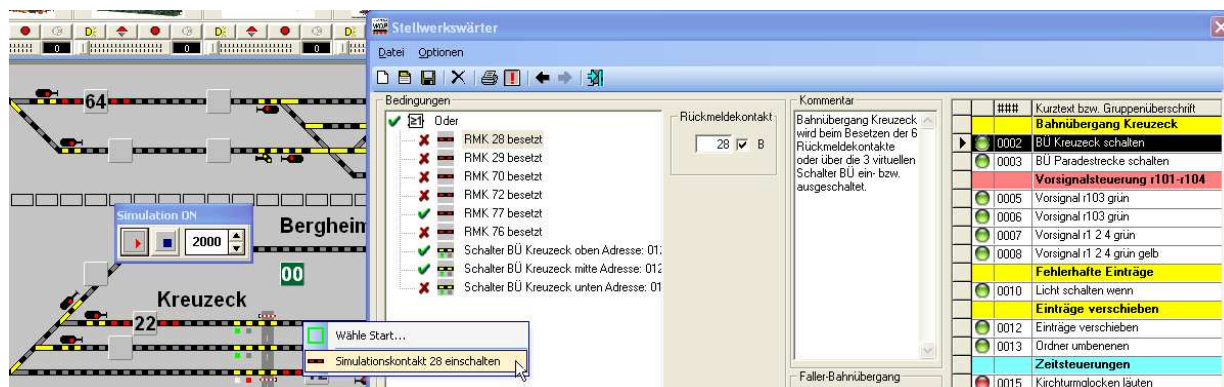 D: D: D:
0 0 0
64
Simulation ON
2000
Bergheim
00
Kreuzeck
22
Wähle Start...
Simulationskontakt 28 einschalten
Stellwerkswärter
Datei Optionen
Bedingungen
≥1 Oder
RMK 28 besetzt
RMK 29 besetzt
RMK 70 besetzt
RMK 72 besetzt
RMK 77 besetzt
RMK 76 besetzt
Schalter BÜ Kreuzeck oben Adresse: 01
Schalter BÜ Kreuzeck mitte Adresse: 012
Schalter BÜ Kreuzeck unten Adresse: 01
Rückmeldekontakt
28 B
Kommentar
Bahnübergang Kreuzeck
wird beim Besetzen der 6
Rückmeldekontakte
oder über die 3 virtuellen
Schalter BÜ ein- bzw.
ausgeschaltet.
Faller-Bahnübergang
### Kurztext bzw. Gruppenüberschrift
Bahnübergang Kreuzeck
0002 BÜ Kreuzeck schalten
0003 BÜ Paradestrecke schalten
Vorsignalsteuerung r101-r104
0005 Vorsignal r103 grün
0006 Vorsignal r103 grün
0007 Vorsignal r1 2 4 grün
0008 Vorsignal r1 2 4 grün gelb
Fehlerhafte Einträge
0010 Licht schalten wenn
Einträge verschieben
0012 Einträge verschieben
0013 Ordner umbenenen
Zeitsteuerungen
0015 Kirchturmglocken läuten